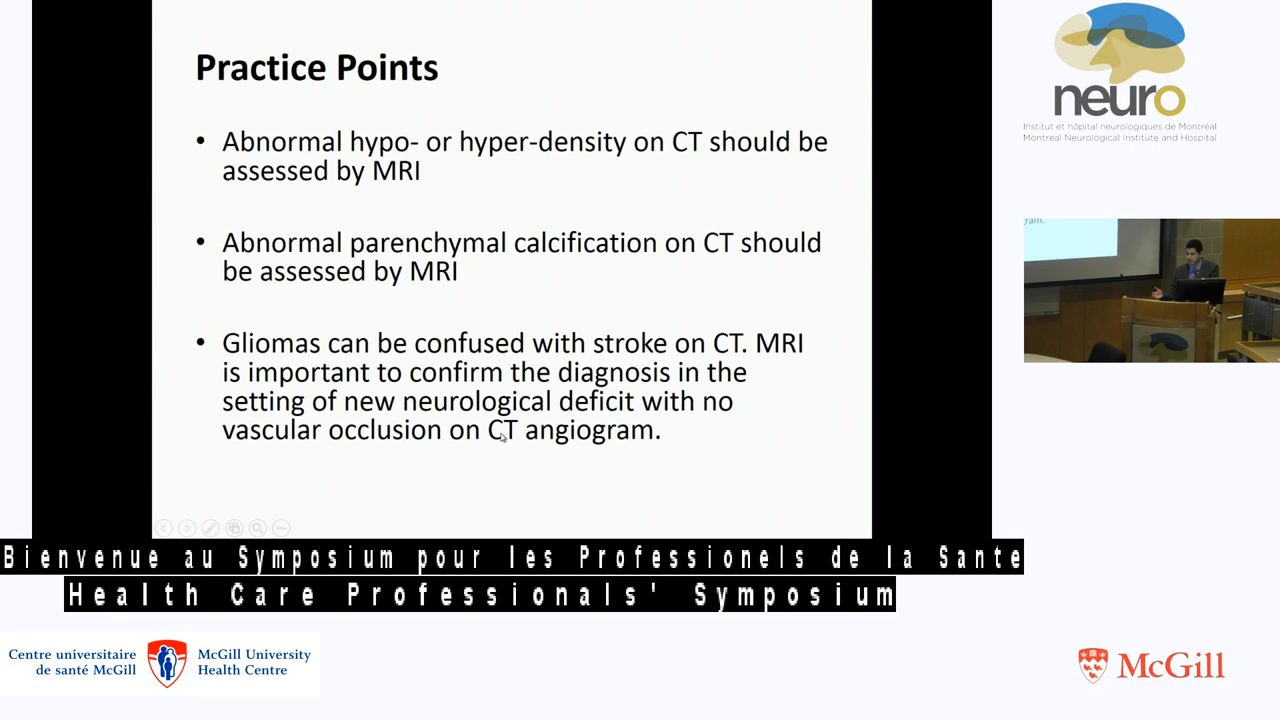 Practice Points
• Abnormal hypo- or hyper-density on CT should be
assessed by MRI
• Abnormal parenchymal calcification on CT should
be assessed by MRI
• Gliomas can be confused with stroke on CT. MRI
is important to confirm the diagnosis in the
setting of new neurological deficit with no
vascular occlusion on CT angiogram.
neuro
Institut et hôpital neurologiques de Montréal
Montreal Neurological Institute and Hospital
gram.
Bienvenue au Symposium pour les Professionels de la Sante
Health Care Professionals' Symposium
Centre universitaire
de santé McGill
McGill University
Health Centre
McGill